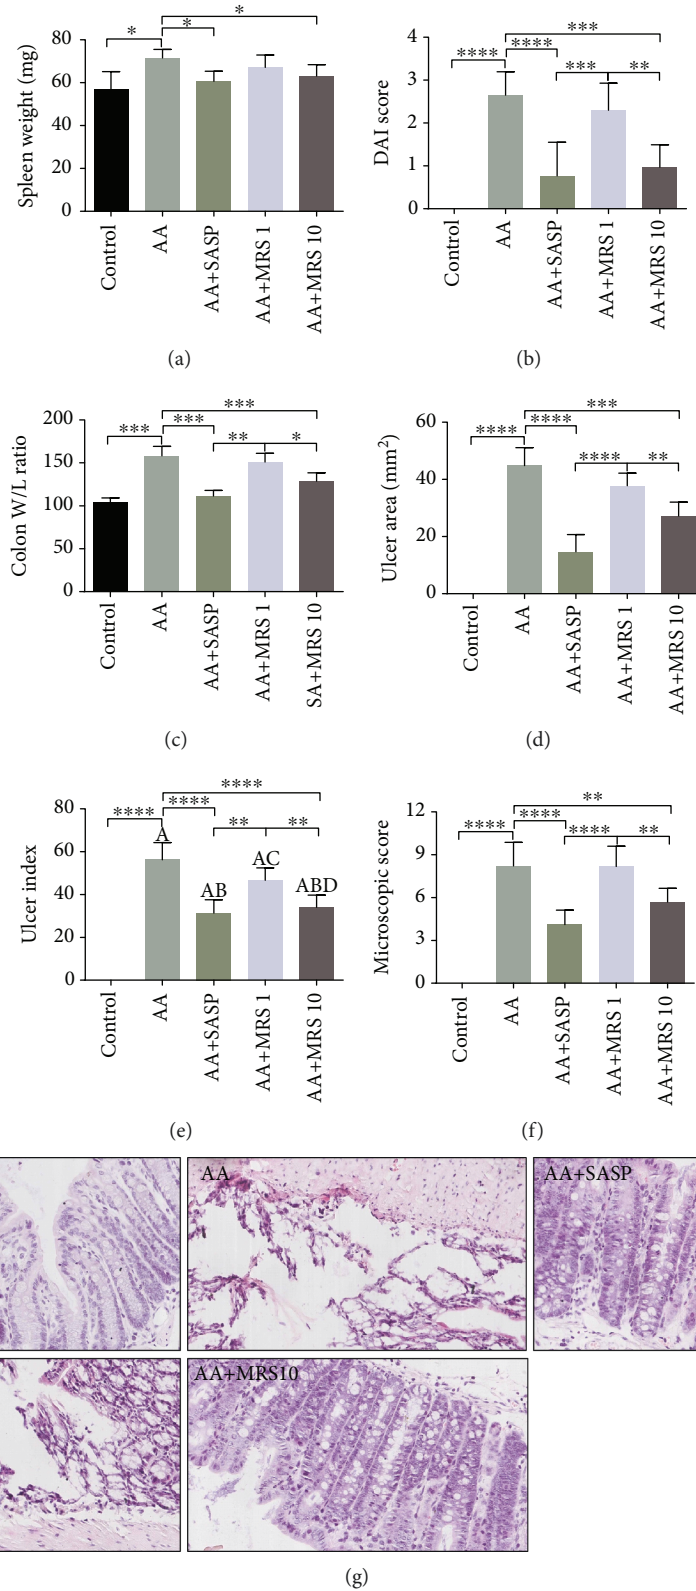 * * *
Spleen weight (mg)
80
60
40
20
0
Control
AA
AA+SASP
AA+MRS 1
AA+MRS 10
(a)
**** **** *** *** **
DAI score
4
3
2
1
0
Control
AA
AA+SASP
AA+MRS 1
AA+MRS 10
(b)
*** *** *** ** *
Colon W/L ratio
200
150
100
50
0
Control
AA
AA+SASP
AA+MRS 1
SA+MRS 10
(c)
**** **** *** **** **
Ulcer area (mm²)
60
40
20
0
Control
AA
AA+SASP
AA+MRS 1
AA+MRS 10
(d)
**** **** **** ** **
A AB AC ABD
Ulcer index
80
60
40
20
0
Control
AA
AA+SASP
AA+MRS 1
AA+MRS 10
(e)
**** **** ** **** **
Microscopic score
12
9
6
3
0
Control
AA
AA+SASP
AA+MRS 1
AA+MRS 10
(f)
AA
AA+SASP
AA+MRS10
(g)